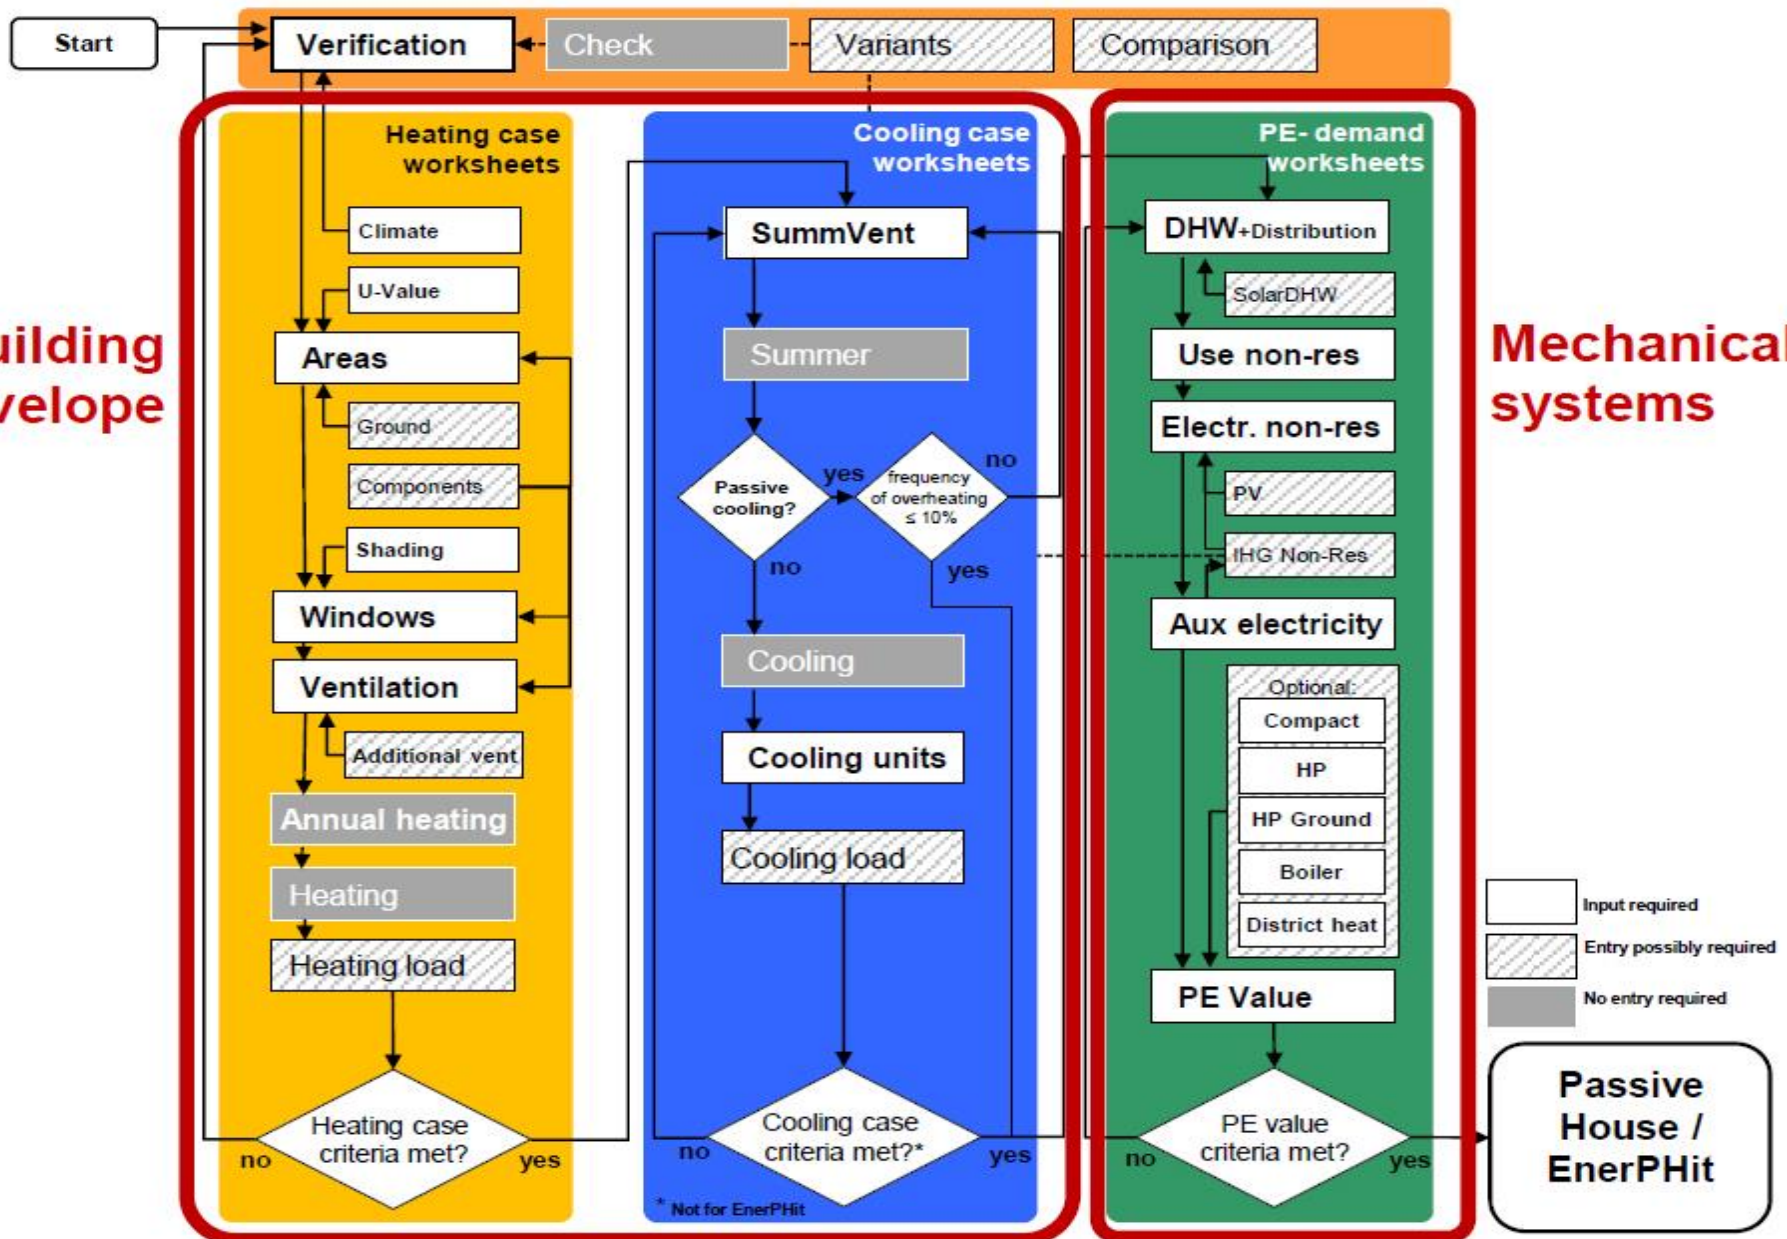 Start
Verification
Check
Variants
Comparison
Heating case
worksheets
Climate
U-Value
Areas
Ground
Components
Shading
Windows
Ventilation
Additional vent
Annual heating
Heating
Heating load
Heating case
criteria met?
no
yes
Cooling case
worksheets
SummVent
Summer
Passive
cooling?
yes
no
frequency
of overheating
≤ 10%
no
yes
Cooling
Cooling units
Cooling load
Cooling case
criteria met?*
no
yes
* Not for EnerPHit
PE- demand
worksheets
DHW+Distribution
SolarDHW
Use non-res
Electr. non-res
PV
IHG Non-Res
Aux electricity
Optional:
Compact
HP
HP Ground
Boiler
District heat
PE Value
PE value
criteria met?
no
yes
uilding
velope
Mechanical
systems
Input required
Entry possibly required
No entry required
Passive
House /
EnerPHit